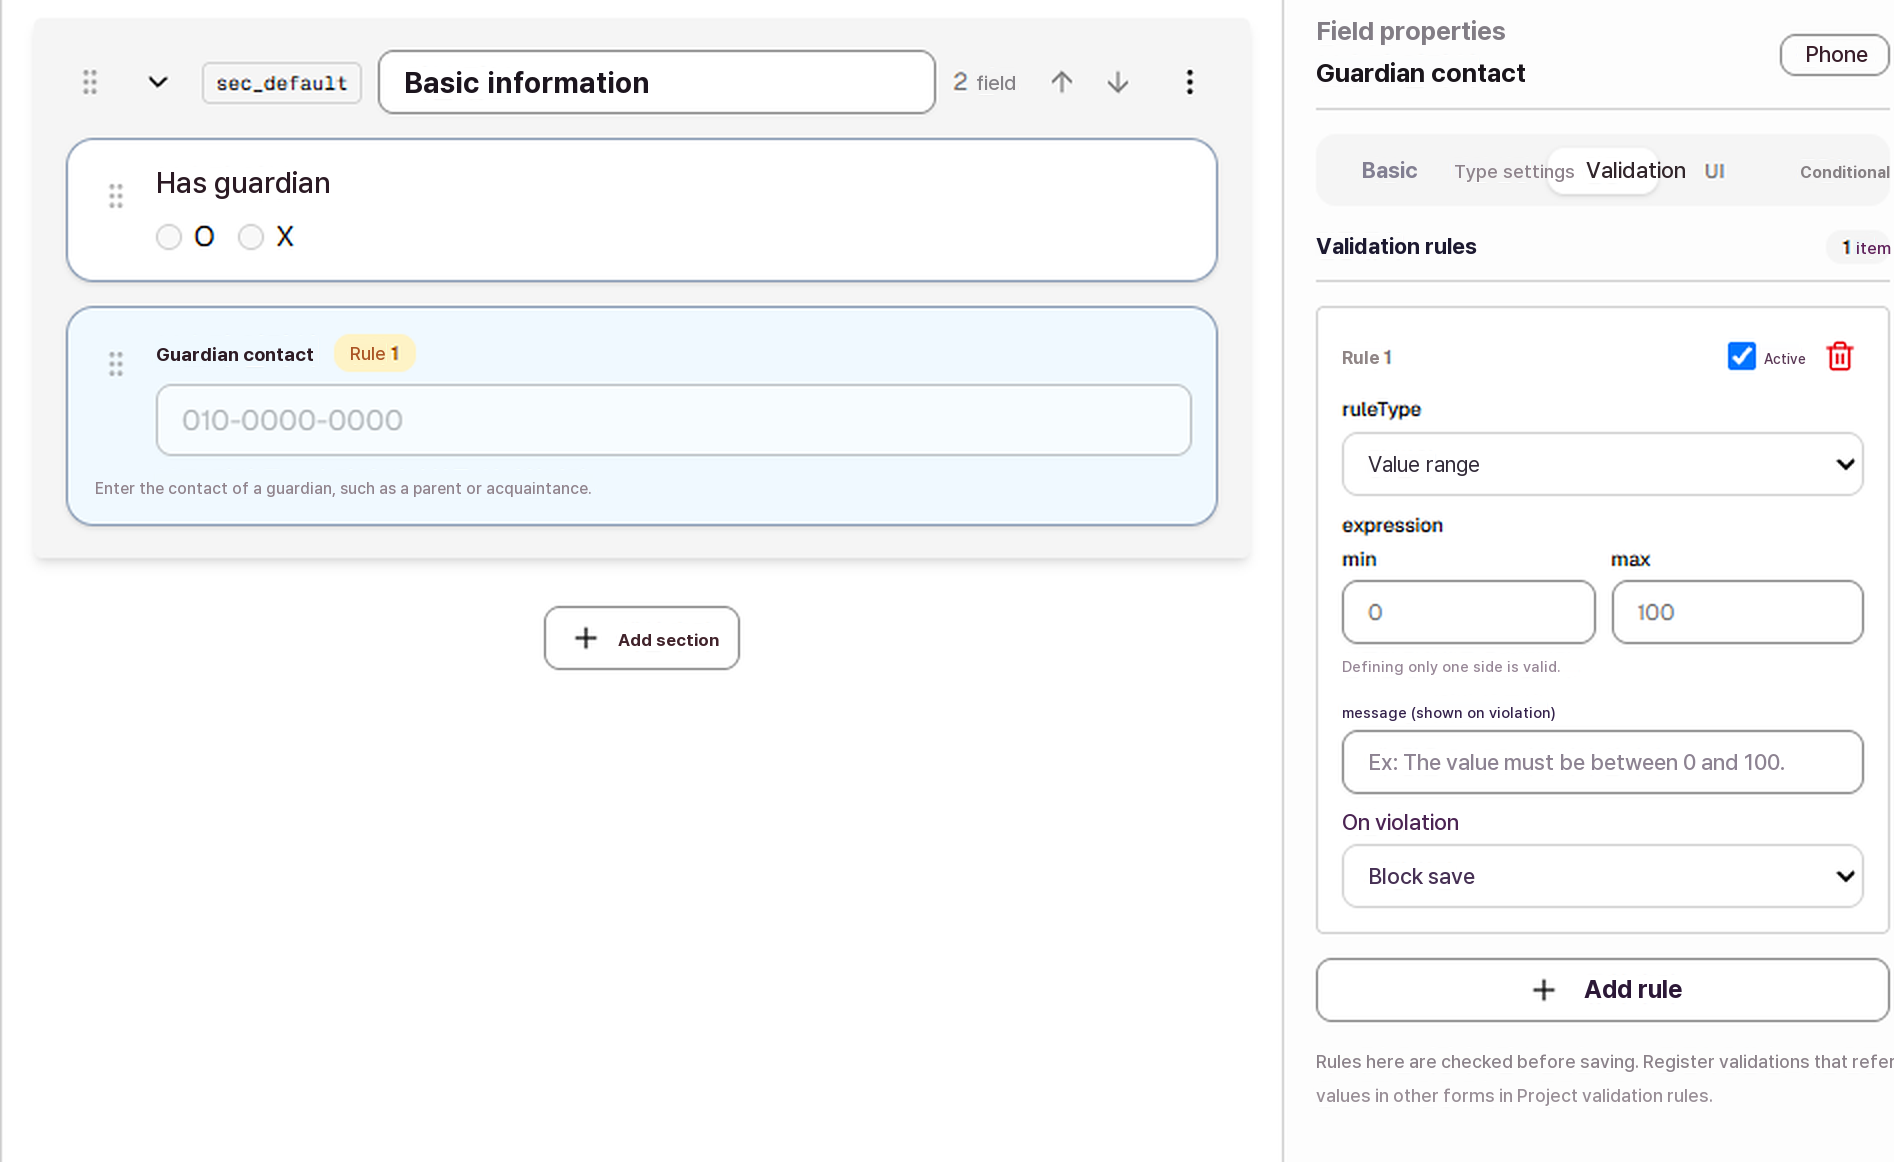 sec_default
Basic information
2 field
Has guardian
O X
Guardian contact Rule 1
010-0000-0000
Enter the contact of a guardian, such as a parent or acquaintance.
Add section
Field properties
Guardian contact
Phone
Basic Type settings Validation UI Conditional
Validation rules 1 item
Rule 1 Active
ruleType
Value range
expression
min max
0 100
Defining only one side is valid.
message (shown on violation)
Ex: The value must be between 0 and 100.
On violation
Block save
Add rule
Rules here are checked before saving. Register validations that refer
values in other forms in Project validation rules.